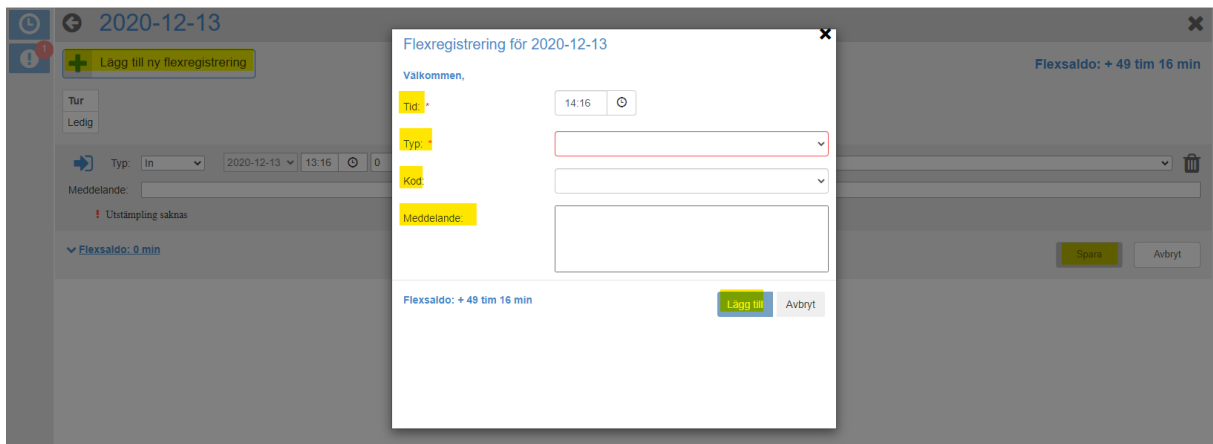 2020-12-13
1
Lägg till ny flexregistrering
Flexsaldo: + 49 tim 16 min
Tur
Ledig
Typ: In 2020-12-13 13:16 0
Meddelande:
! Utstämpling saknas
Flexsaldo: 0 min
Spara Avbryt
Flexregistrering för 2020-12-13
Välkommen,
Tid: * 14:16
Typ: *
Kod:
Meddelande:
Flexsaldo: + 49 tim 16 min
Lägg till Avbryt